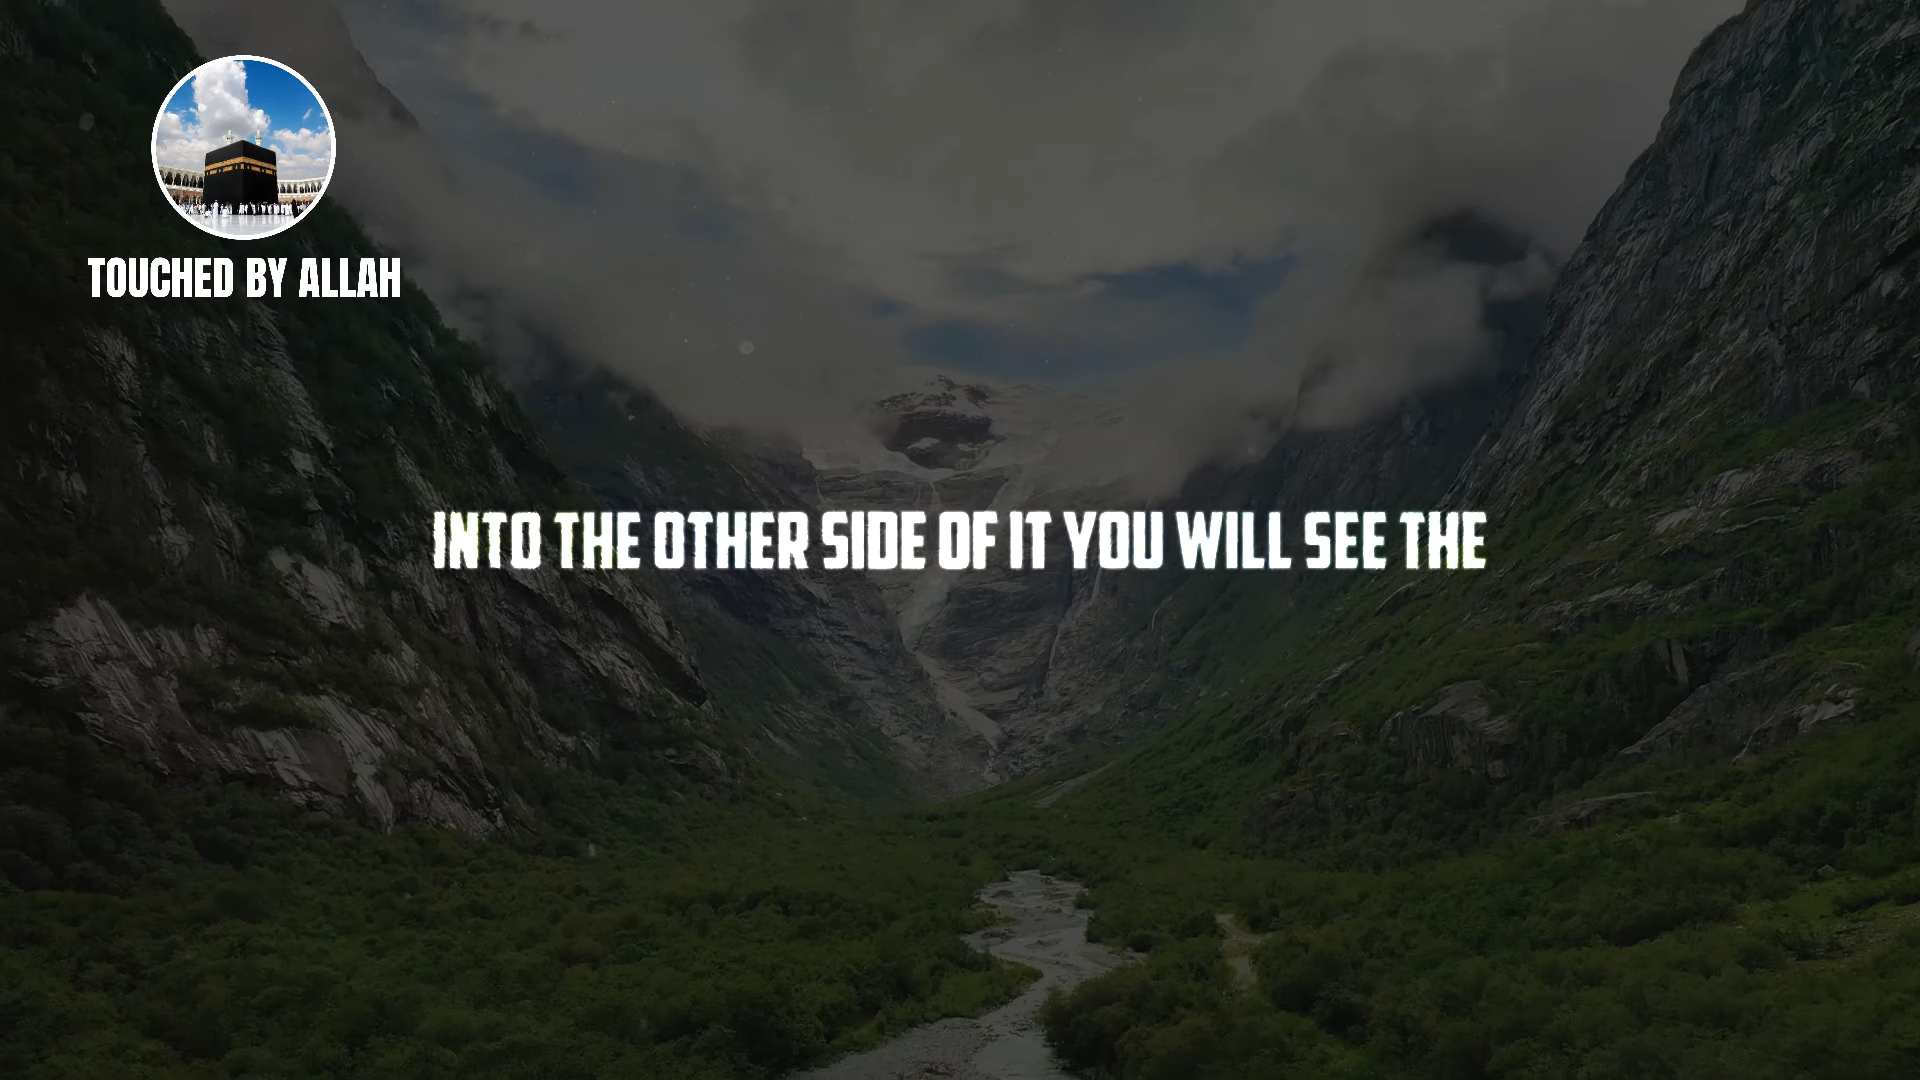 TOUCHED BY ALLAH
INTO THE OTHER SIDE OF IT YOU WILL SEE THE